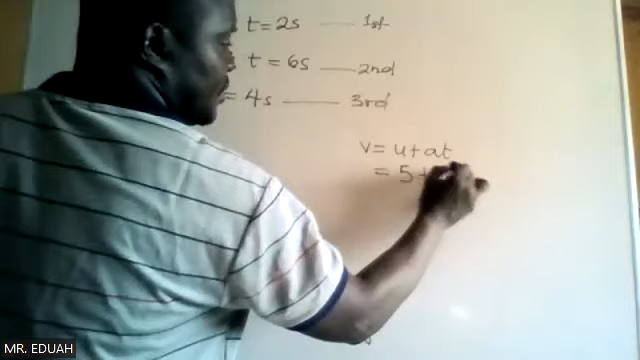 t = 2s —— 1st
t = 6s —— 2nd
= 4s —— 3rd
v = u + at
= 5 +
MR. EDUAH